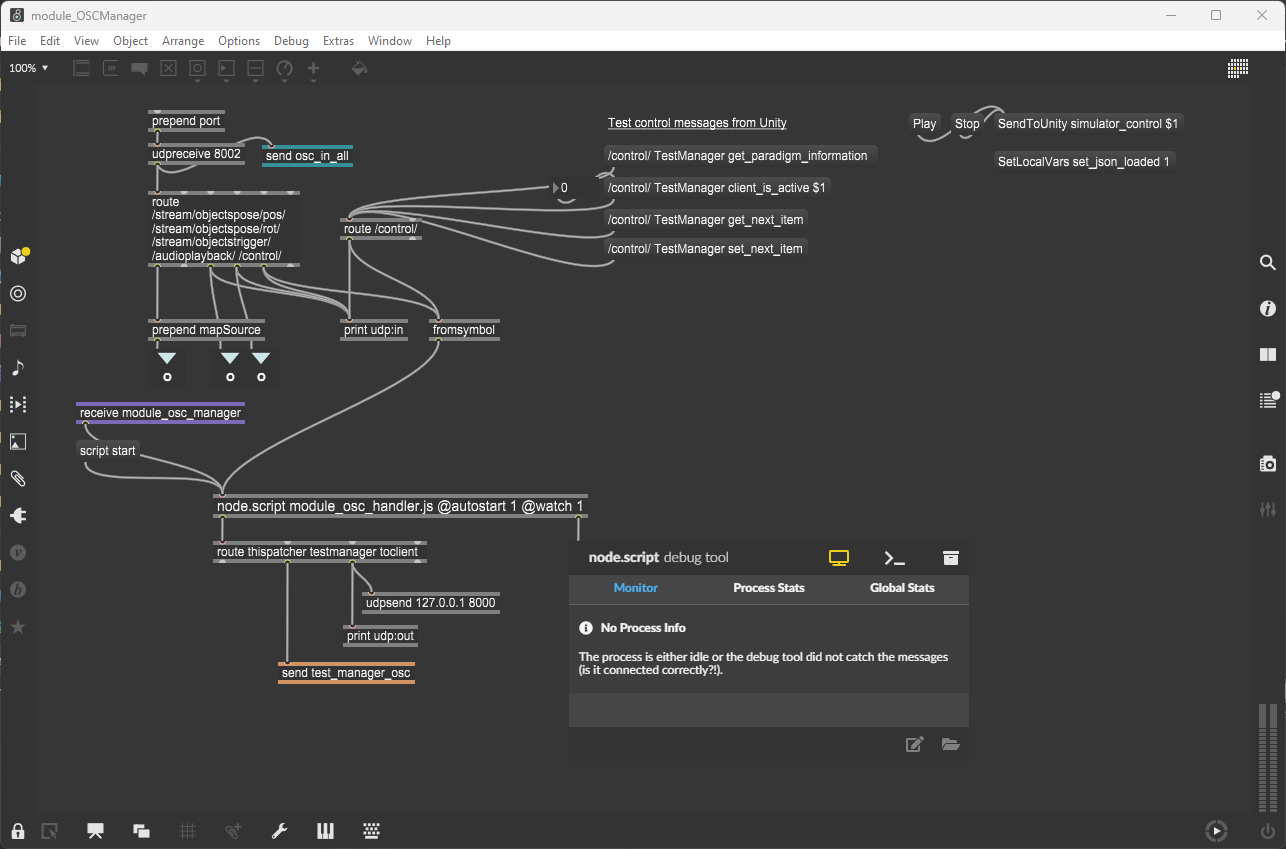 module_OSCManager
File Edit View Object Arrange Options Debug Extras Window Help
100%
prepend port
udpreceive 8002
send osc_in_all
route
/stream/objectspose/pos/
/stream/objectspose/rot/
/stream/objectstrigger/
/audioplayback/ /control/
route /control/
Test control messages from Unity
/control/ TestManager get_paradigm_information
0
/control/ TestManager client_is_active $1
/control/ TestManager get_next_item
/control/ TestManager set_next_item
Play
Stop
SendToUnity simulator_control $1
SetLocalVars set_json_loaded 1
prepend mapSource
print udp:in
fromsymbol
receive module_osc_manager
script start
node.script module_osc_handler.js @autostart 1 @watch 1
route thispatcher testmanager toclient
udpsend 127.0.0.1 8000
print udp:out
send test_manager_osc
node.script debug tool
Monitor Process Stats Global Stats
No Process Info
The process is either idle or the debug tool did not catch the messages
(is it connected correctly?!).